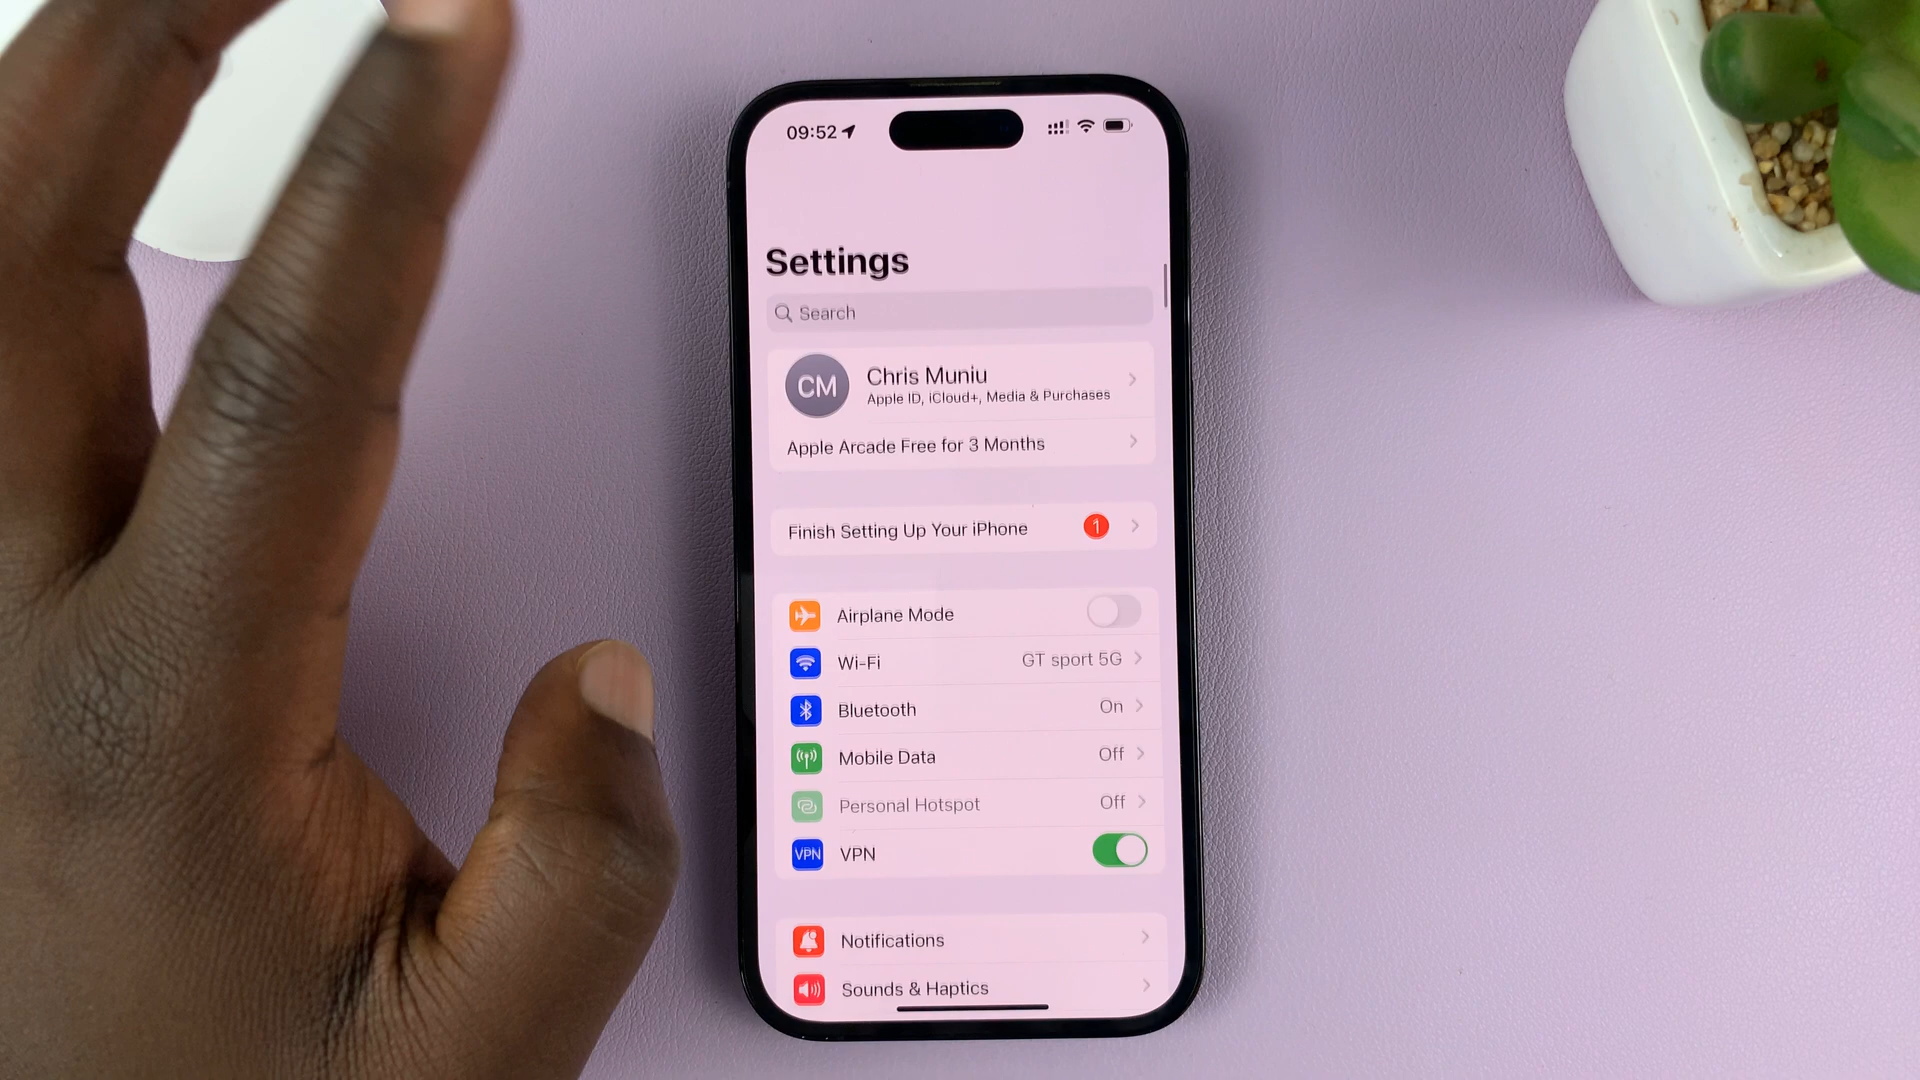 09:52
Settings
Search
CM
Chris Muniu
Apple ID, iCloud+, Media & Purchases
Apple Arcade Free for 3 Months
Finish Setting Up Your iPhone 1
Airplane Mode
Wi-Fi GT sport 5G
Bluetooth On
Mobile Data Off
Personal Hotspot Off
VPN VPN
Notifications
Sounds & Haptics